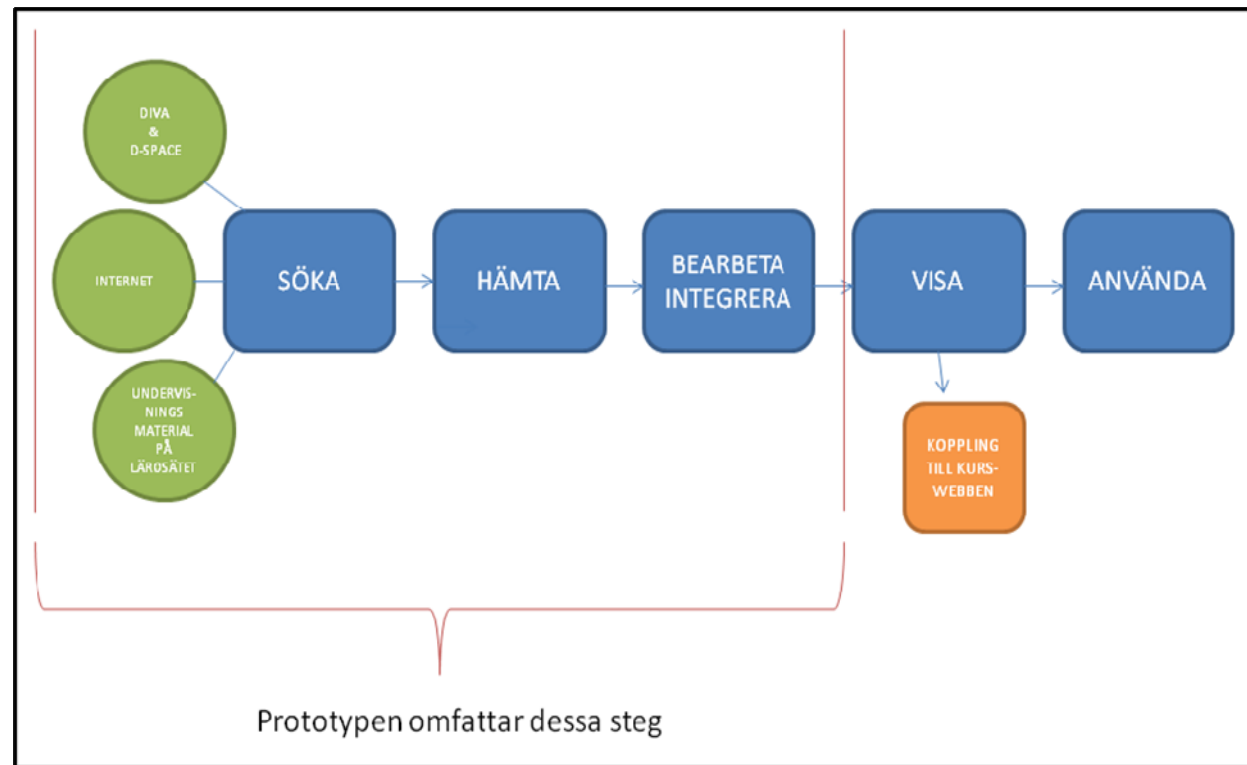 DIVA
&
D-SPACE
INTERNET
UNDERVIS-
NINGS
MATERIAL
PÅ
LÄROSÄTET
SÖKA
HÄMTA
BEARBETA
INTEGRERA
VISA
ANVÄNDA
KOPPLING
TILL KURS-
WEBBEN
Prototypen omfattar dessa steg